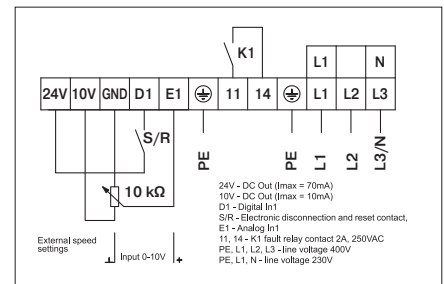 K1
L1 N
24V 10V GND D1 E1 11 14 L1 L2 L3
S/R
PE PE L1 L2 L3/N
10 kΩ
24V - DC Out (Imax = 70mA)
10V - DC Out (Imax = 10mA)
D1 - Digital In1
S/R - Electronic disconnection and reset contact,
E1 - Analog In1
11, 14 - K1 fault relay contact 2A, 250VAC
PE, L1, L2, L3 - line voltage 400V
PE, L1, N - line voltage 230V
External speed
settings
Input 0-10V